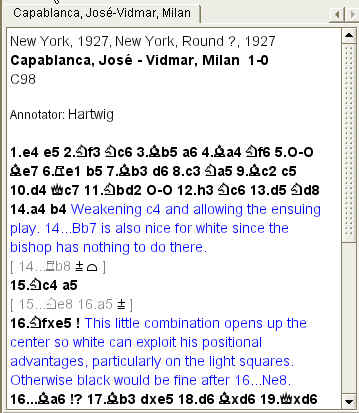 Capablanca, José-Vidmar, Milan
New York, 1927, New York, Round ?, 1927
Capablanca, José - Vidmar, Milan 1-0
C98
Annotator: Hartwig
1.e4 e5 2.♘f3 ♘c6 3.♗b5 a6 4.♗a4 ♘f6 5.O-O
♗e7 6.♖e1 b5 7.♗b3 d6 8.c3 ♘a5 9.♗c2 c5
10.d4 ♕c7 11.♘bd2 O-O 12.h3 ♘c6 13.d5 ♘d8
14.a4 b4 Weakening c4 and allowing the ensuing
play. 14...Bb7 is also nice for white since the
bishop has nothing to do there.
[ 14...♖b8 ± ⌓ ]
15.♘c4 a5
[ 15...♘e8 16.a5 ± ]
16.♘fxe5 ! This little combination opens up the
center so white can exploit his positional
advantages, particularly on the light squares.
Otherwise black would be fine after 16...Ne8.
16...♗a6 !? 17.♗b3 dxe5 18.d6 ♗xd6 19.♕xd6